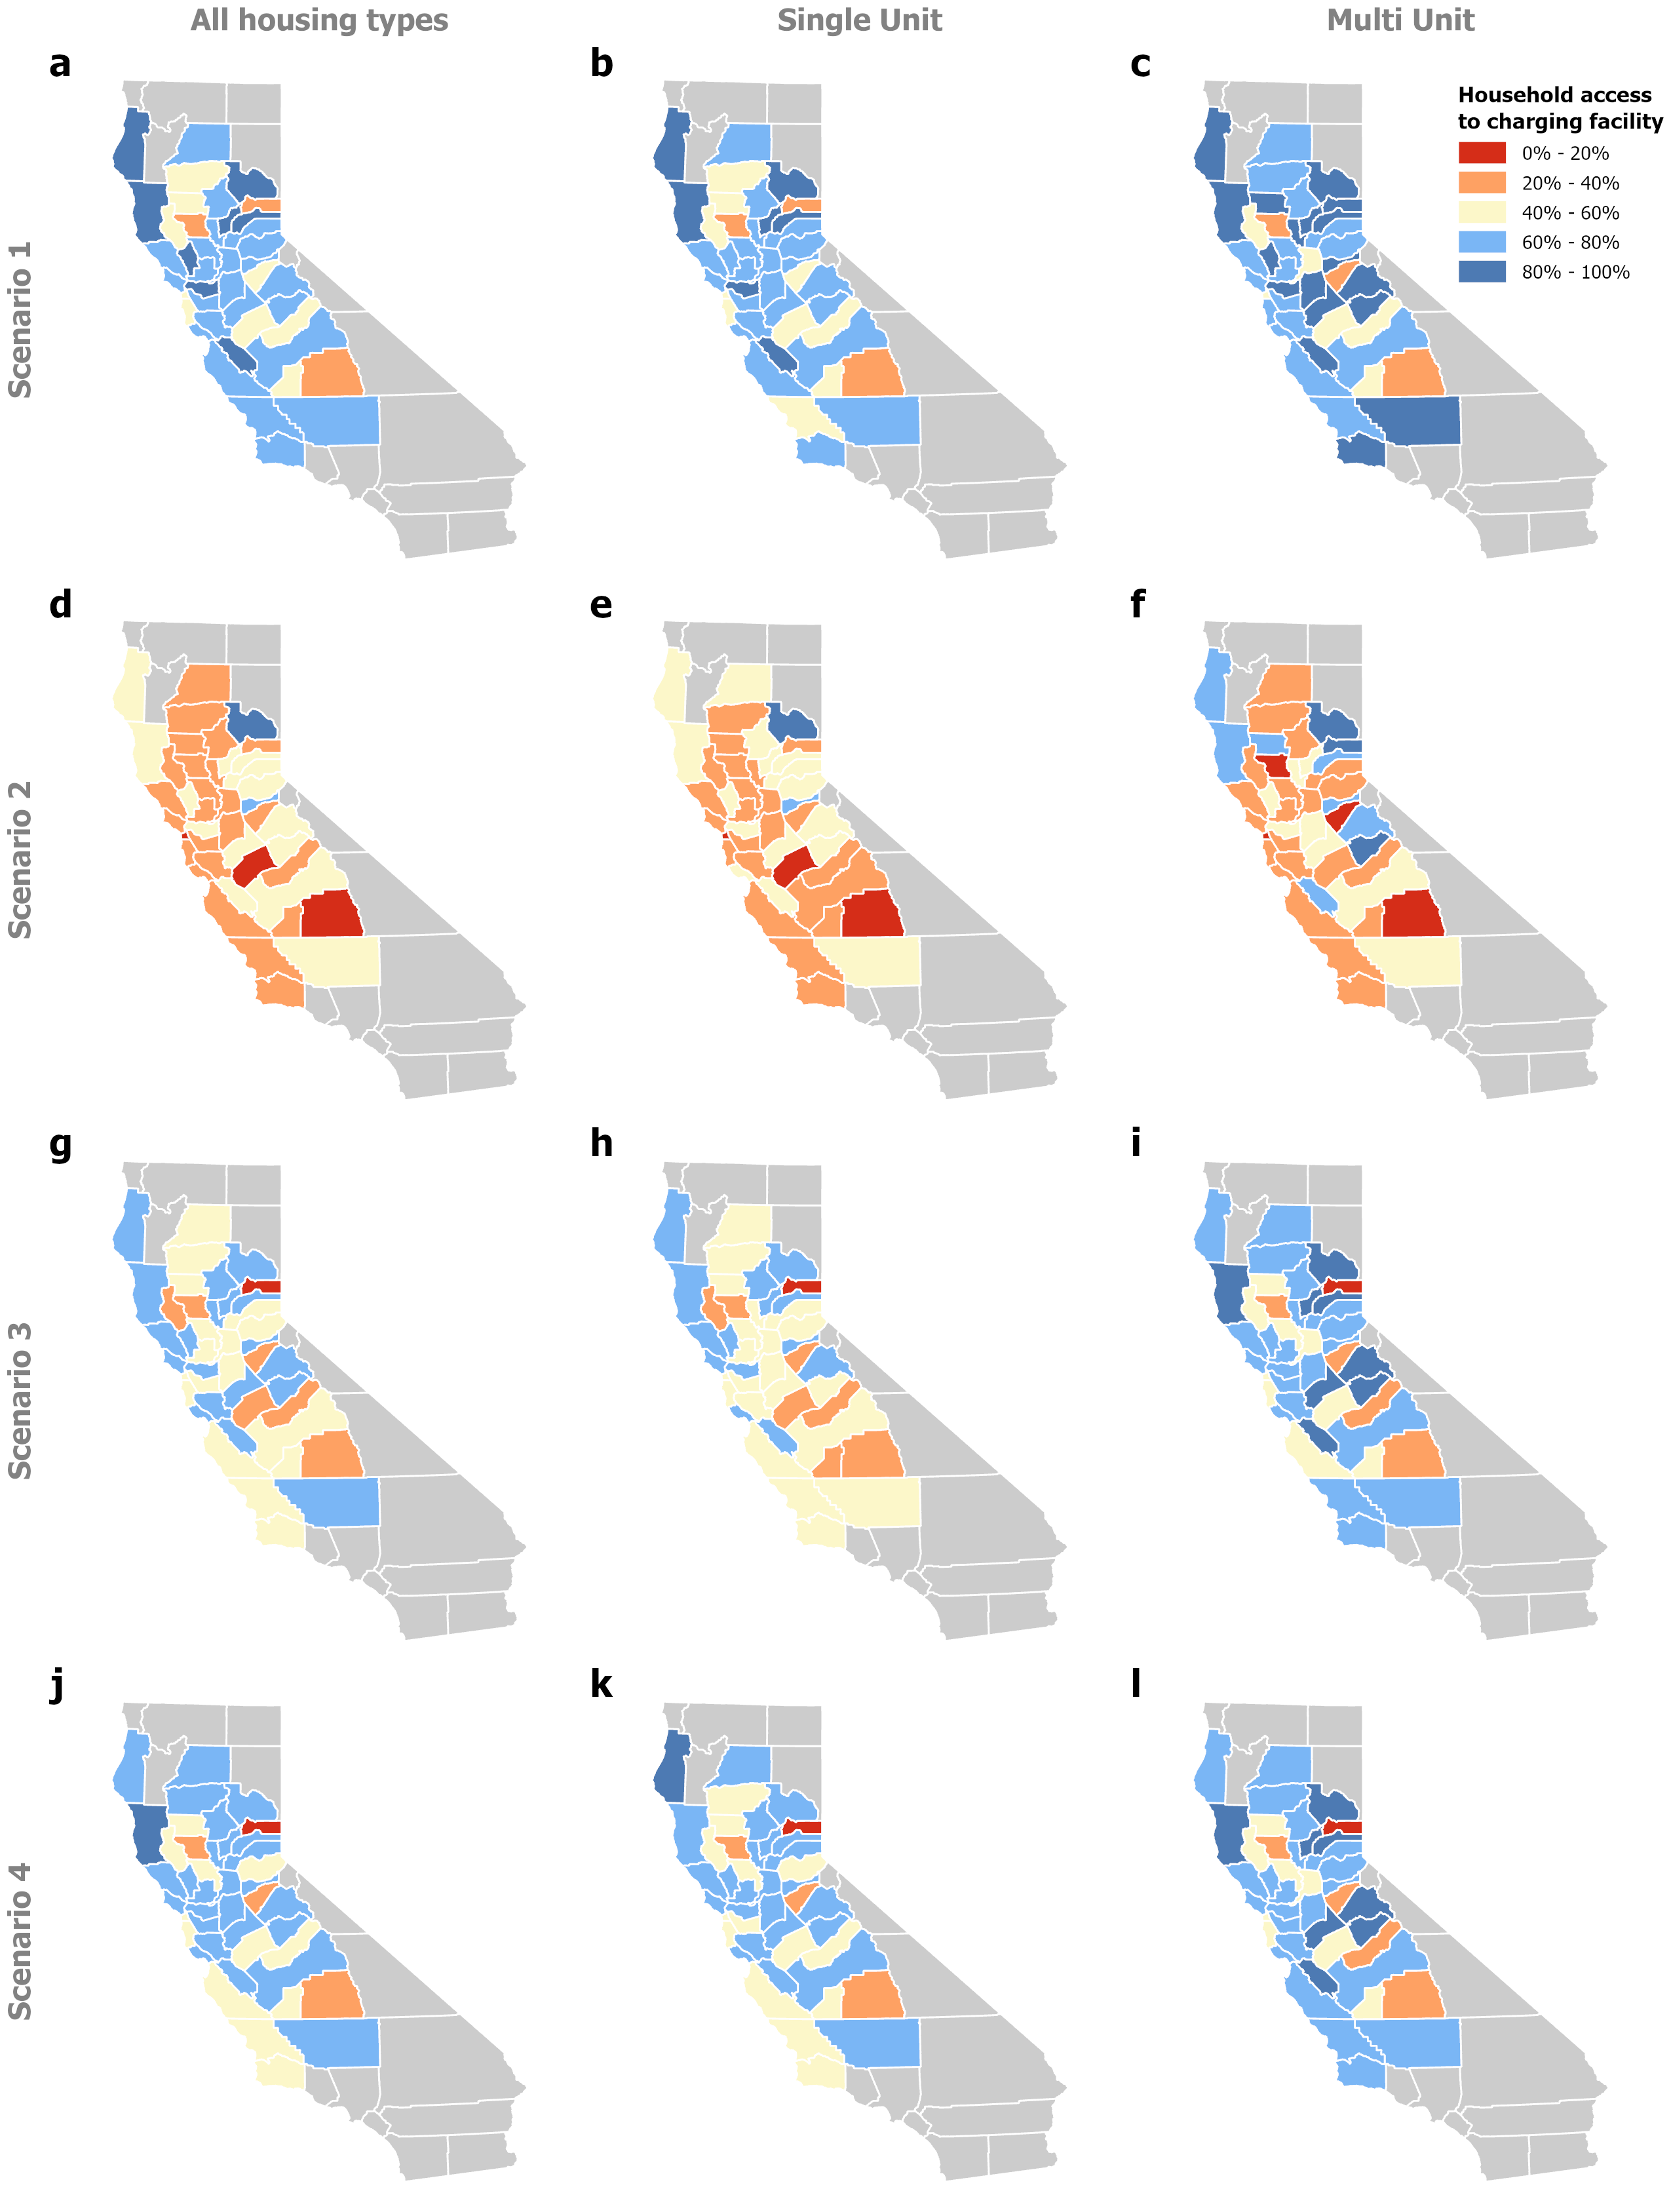 All housing types
Single Unit
Multi Unit
a
b
c
Household access
to charging facility
0% - 20%
20% - 40%
40% - 60%
60% - 80%
80% - 100%
Scenario 1
d
e
f
Scenario 2
g
h
i
Scenario 3
j
k
l
Scenario 4